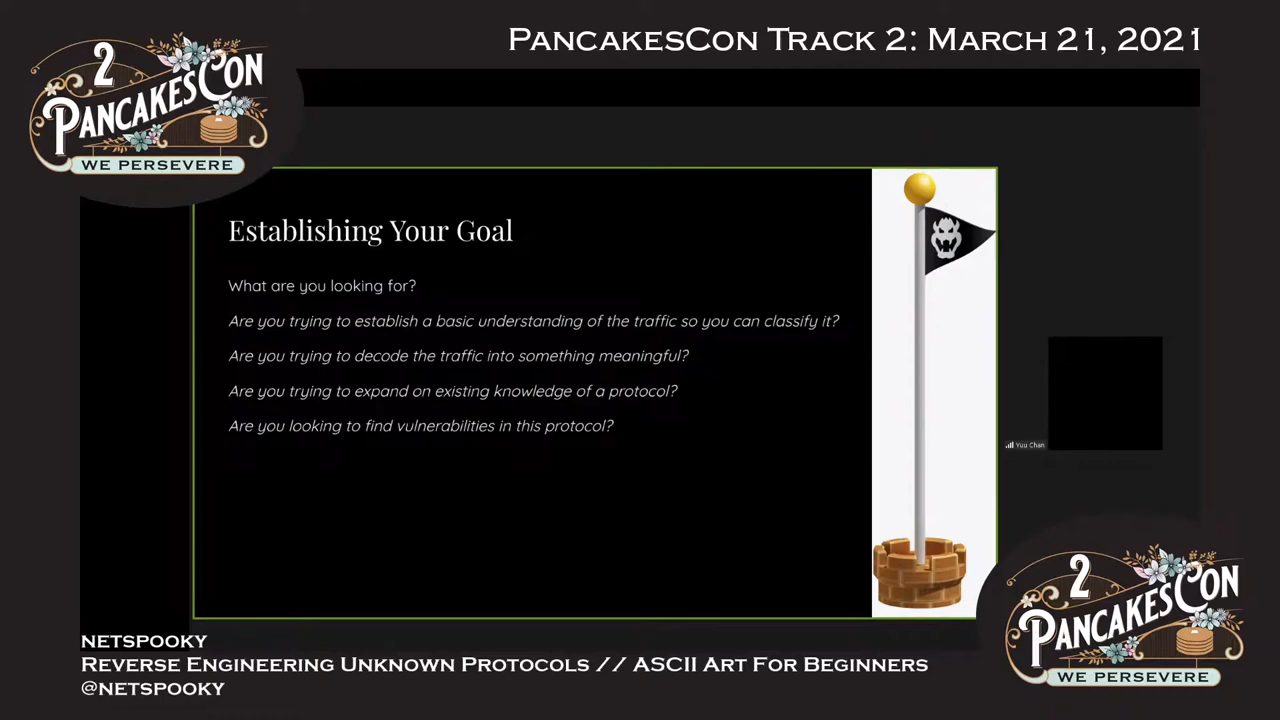 PancakesCon Track 2: March 21, 2021
2
PancakesCon
WE PERSEVERE
Establishing Your Goal
What are you looking for?
Are you trying to establish a basic understanding of the traffic so you can classify it?
Are you trying to decode the traffic into something meaningful?
Are you trying to expand on existing knowledge of a protocol?
Are you looking to find vulnerabilities in this protocol?
Yuu Chan
NETSPOOKY
Reverse Engineering Unknown Protocols // ASCII Art For Beginners
@NETSPOOKY
2
PancakesCon
WE PERSEVERE